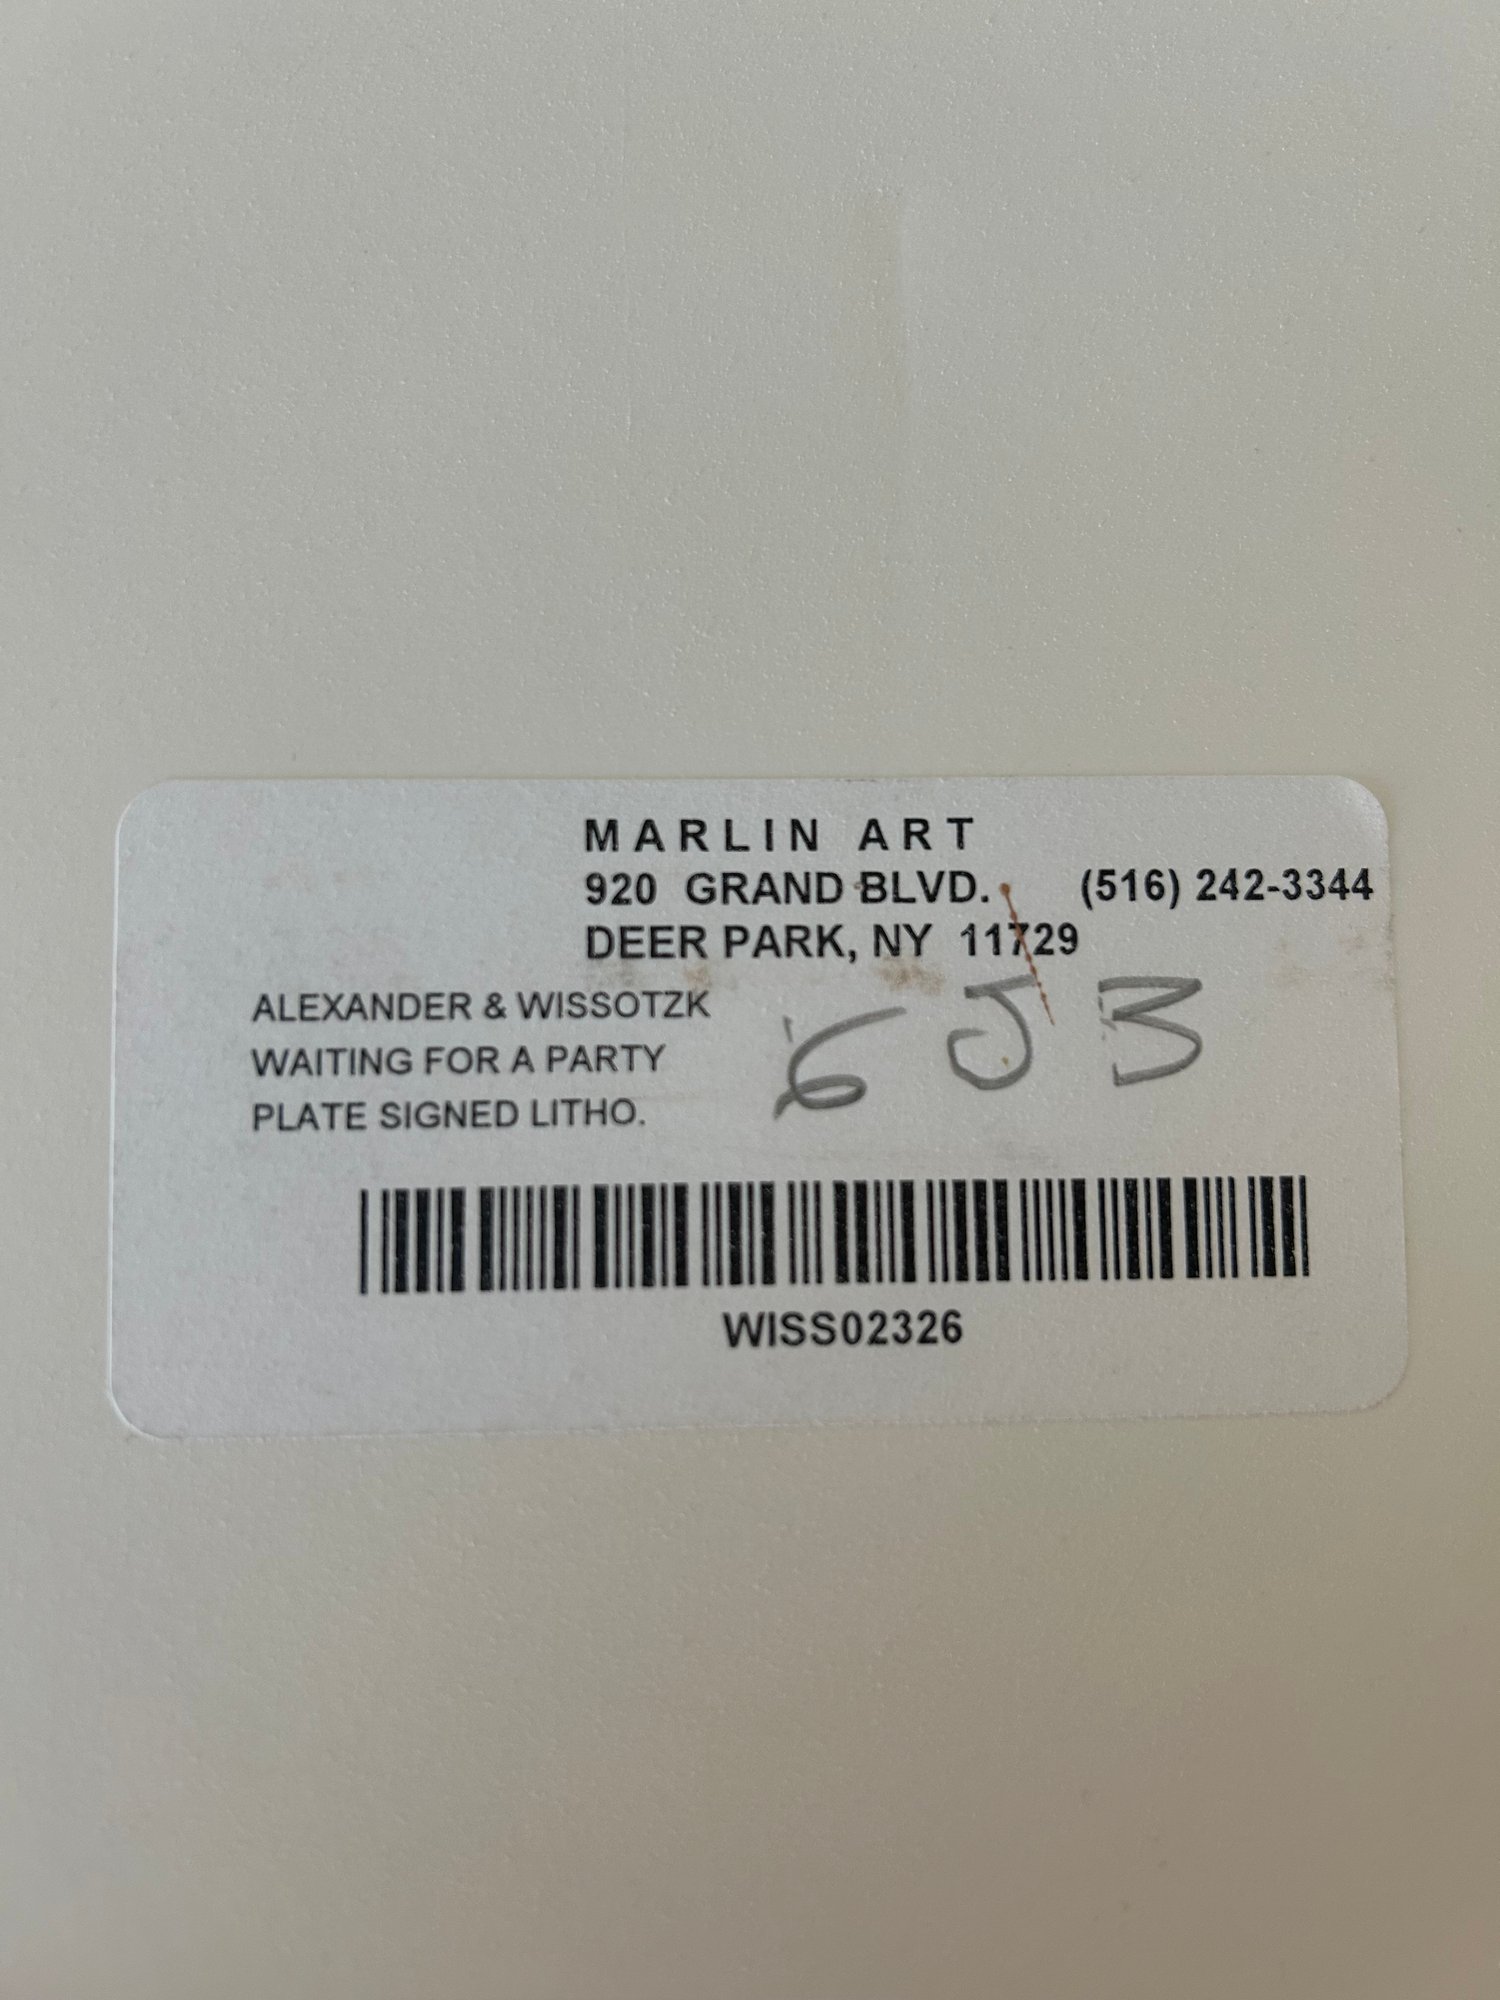 MARLIN ART
920 GRAND BLVD. (516) 242-3344
DEER PARK, NY 11729
ALEXANDER & WISSOTZK
WAITING FOR A PARTY
PLATE SIGNED LITHO.
6J3
WISS02326